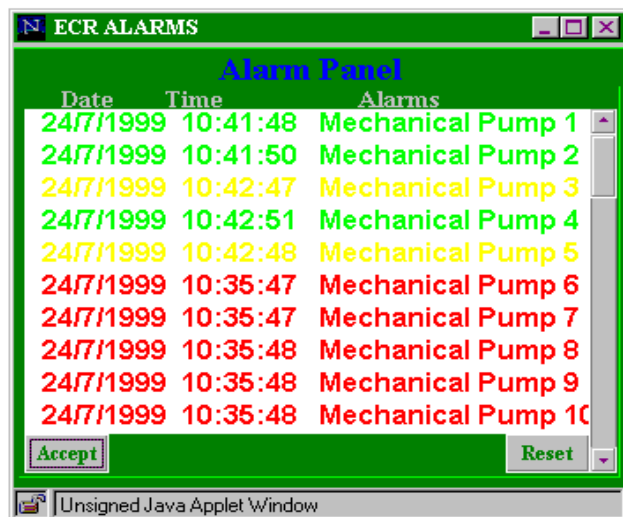 ECR ALARMS
Alarm Panel
Date Time Alarms
24/7/1999 10:41:48 Mechanical Pump 1
24/7/1999 10:41:50 Mechanical Pump 2
24/7/1999 10:42:47 Mechanical Pump 3
24/7/1999 10:42:51 Mechanical Pump 4
24/7/1999 10:42:48 Mechanical Pump 5
24/7/1999 10:35:47 Mechanical Pump 6
24/7/1999 10:35:47 Mechanical Pump 7
24/7/1999 10:35:48 Mechanical Pump 8
24/7/1999 10:35:48 Mechanical Pump 9
24/7/1999 10:35:48 Mechanical Pump 10
Accept Reset
Unsigned Java Applet Window